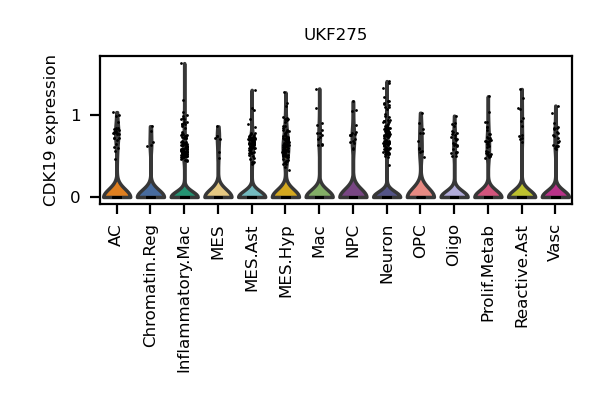 UKF275
CDK19 expression
1
0
AC
Chromatin.Reg
Inflammatory.Mac
MES
MES.Ast
MES.Hyp
Mac
NPC
Neuron
OPC
Oligo
Prolif.Metab
Reactive.Ast
Vasc